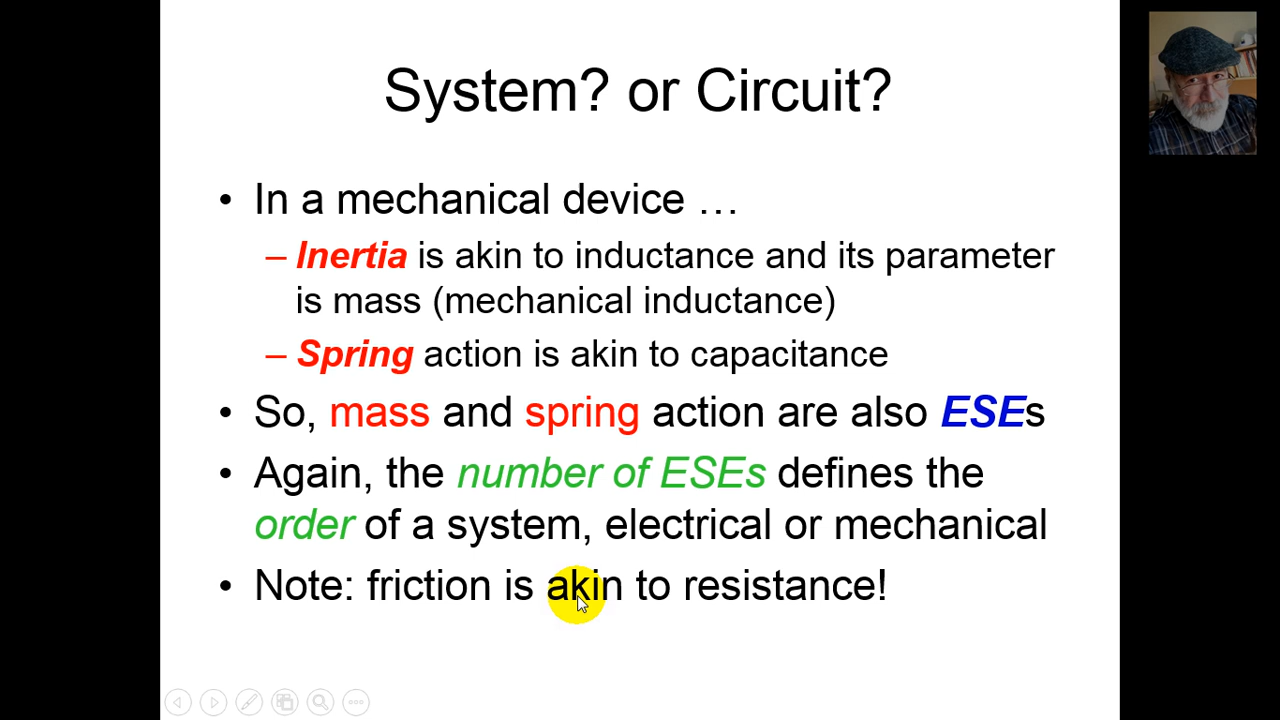 System? or Circuit?
• In a mechanical device …
– Inertia is akin to inductance and its parameter
is mass (mechanical inductance)
– Spring action is akin to capacitance
• So, mass and spring action are also ESEs
• Again, the number of ESEs defines the
order of a system, electrical or mechanical
• Note: friction is akin to resistance!